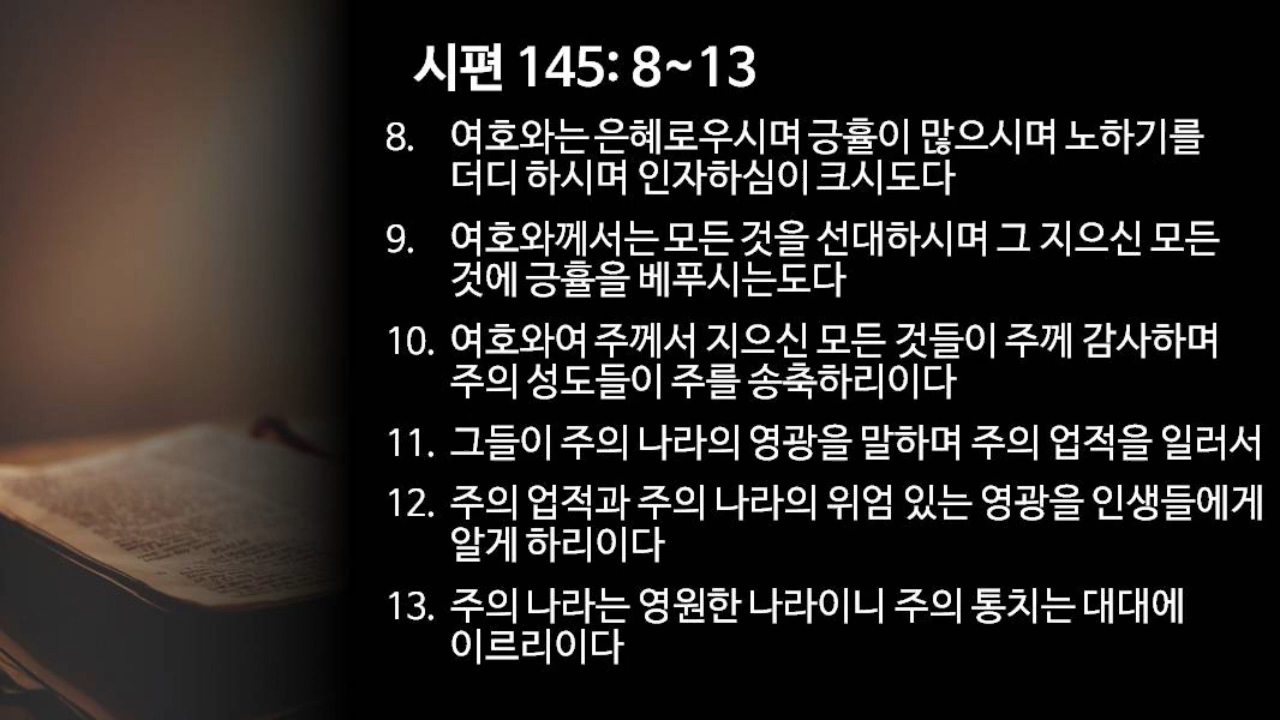 시편 145: 8~13
8. 여호와는 은혜로우시며 긍휼이 많으시며 노하기를
더디 하시며 인자하심이 크시도다
9. 여호와께서는 모든 것을 선대하시며 그 지으신 모든
것에 긍휼을 베푸시는도다
10. 여호와여 주께서 지으신 모든 것들이 주께 감사하며
주의 성도들이 주를 송축하리이다
11. 그들이 주의 나라의 영광을 말하며 주의 업적을 일러서
12. 주의 업적과 주의 나라의 위엄 있는 영광을 인생들에게
알게 하리이다
13. 주의 나라는 영원한 나라이니 주의 통치는 대대에
이르리이다